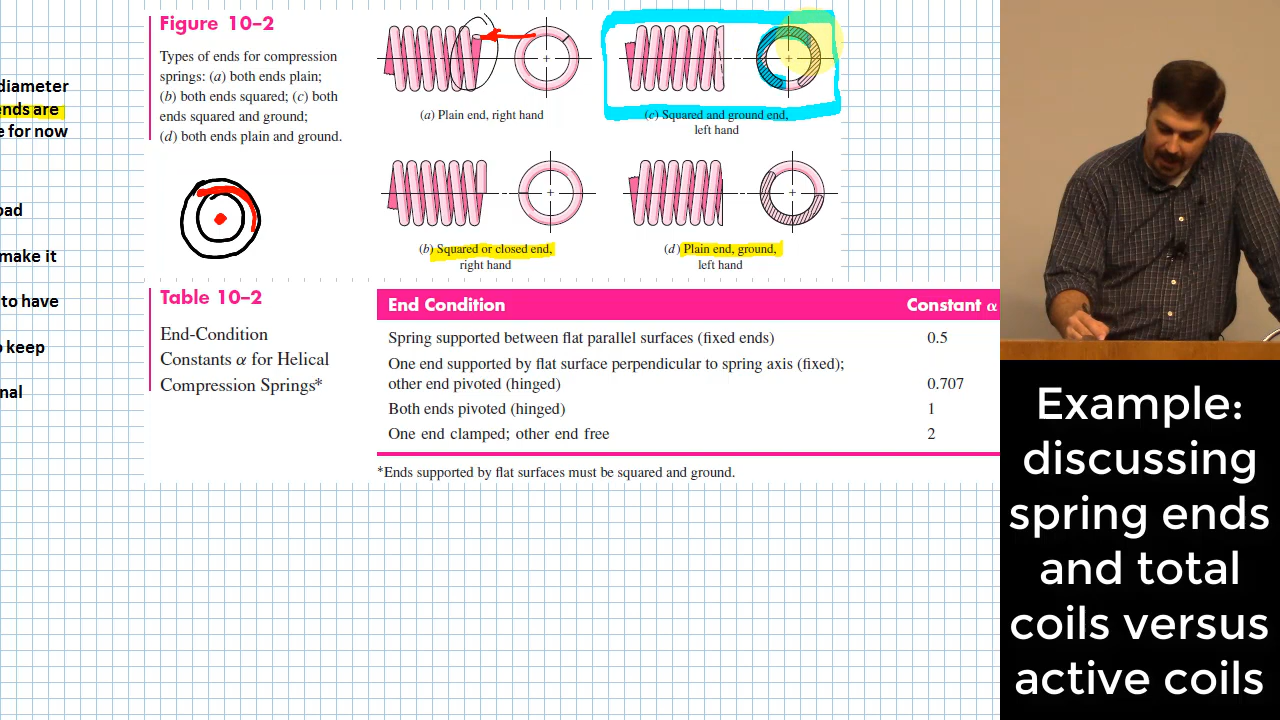 diameter
ends are
e for now
oad
make it
to have
o keep
nal
Figure 10–2
Types of ends for compression
springs: (a) both ends plain;
(b) both ends squared; (c) both
ends squared and ground;
(d) both ends plain and ground.
(a) Plain end, right hand
(c) Squared and ground end,
left hand
(b) Squared or closed end,
right hand
(d) Plain end, ground,
left hand
Table 10–2
End-Condition
Constants α for Helical
Compression Springs*
End Condition Constant α
Spring supported between flat parallel surfaces (fixed ends) 0.5
One end supported by flat surface perpendicular to spring axis (fixed);
other end pivoted (hinged) 0.707
Both ends pivoted (hinged) 1
One end clamped; other end free 2
*Ends supported by flat surfaces must be squared and ground.
Example:
discussing
spring ends
and total
coils versus
active coils